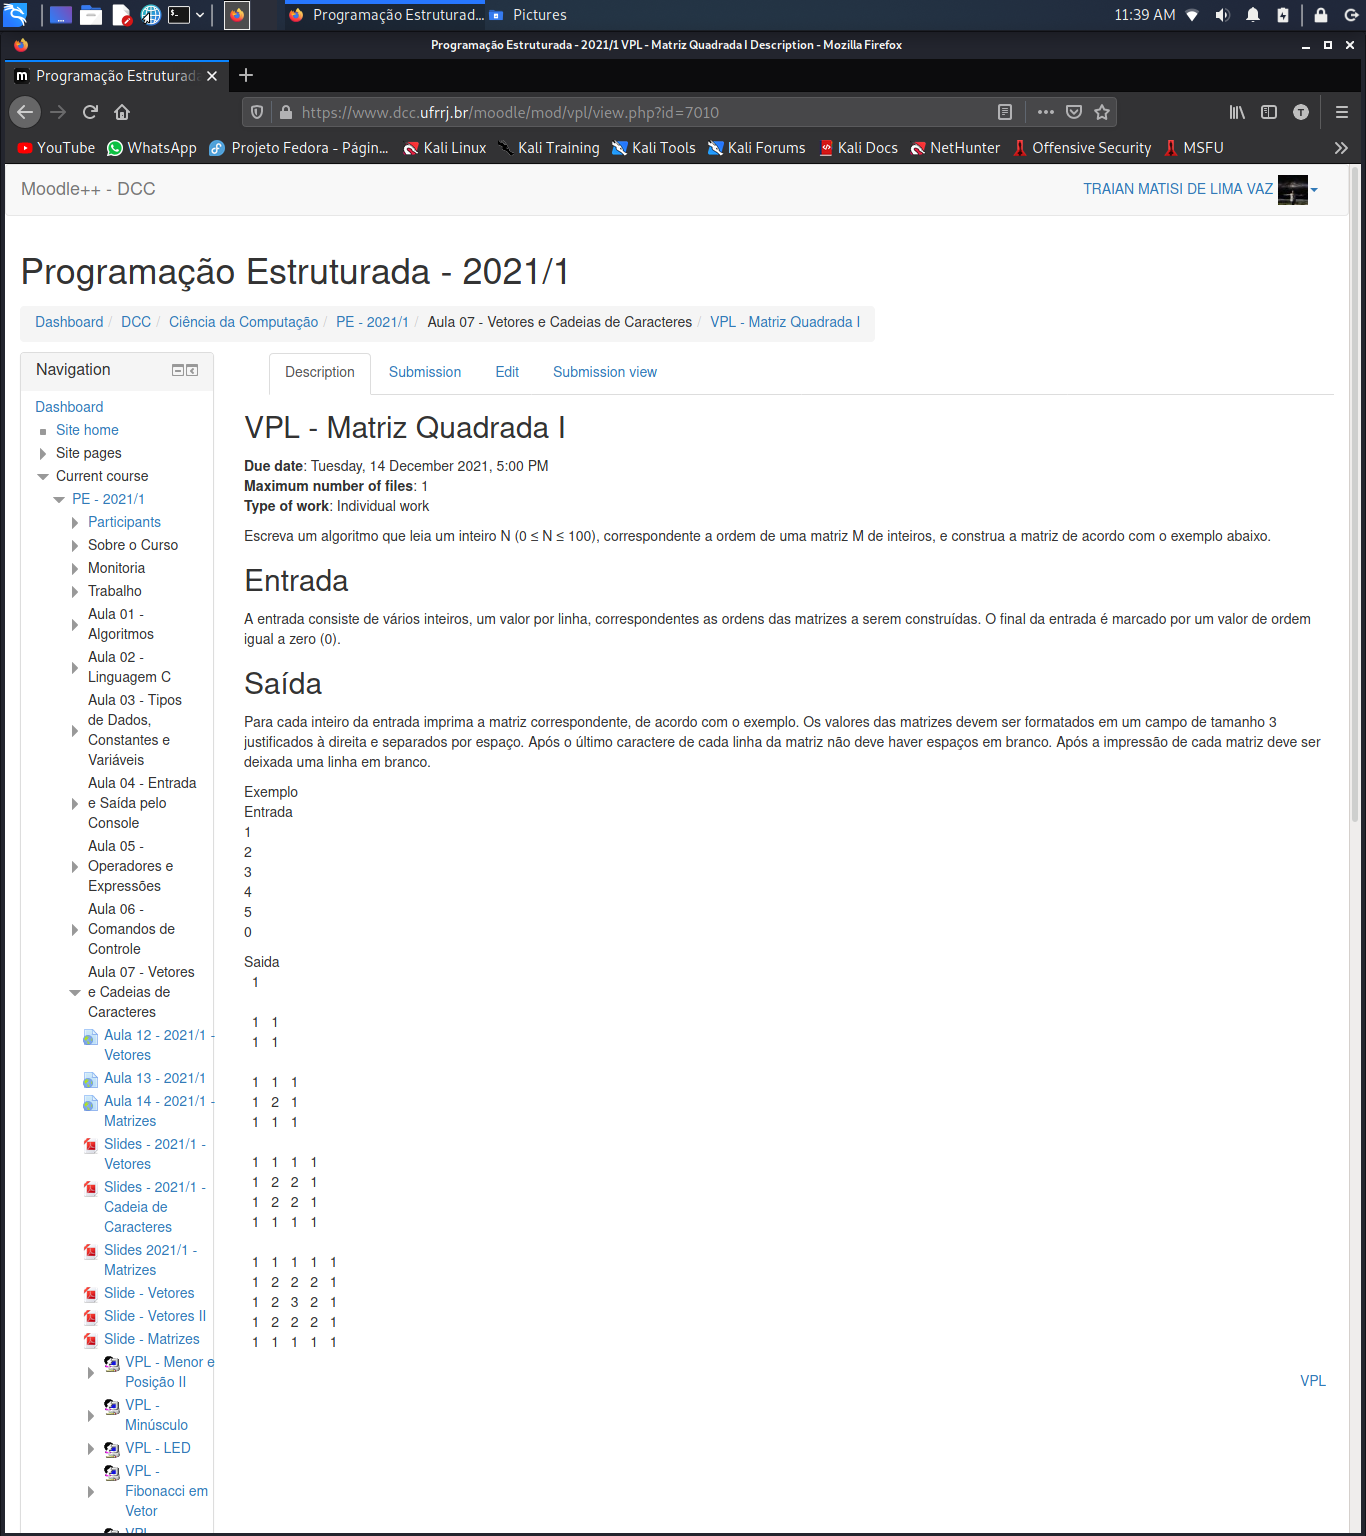 Programação Estruturad... Pictures 11:39 AM
Programação Estruturada - 2021/1 VPL - Matriz Quadrada I Description - Mozilla Firefox
Programação Estruturada
https://www.dcc.ufrrj.br/moodle/mod/vpl/view.php?id=7010
YouTube WhatsApp Projeto Fedora - Págin... Kali Linux Kali Training Kali Tools Kali Forums Kali Docs NetHunter Offensive Security MSFU
Moodle++ - DCC TRAIAN MATISI DE LIMA VAZ
Programação Estruturada - 2021/1
Dashboard / DCC / Ciência da Computação / PE - 2021/1 / Aula 07 - Vetores e Cadeias de Caracteres / VPL - Matriz Quadrada I
Navigation
Dashboard
Site home
Site pages
Current course
PE - 2021/1
Participants
Sobre o Curso
Monitoria
Trabalho
Aula 01 -
Algoritmos
Aula 02 -
Linguagem C
Aula 03 - Tipos
de Dados,
Constantes e
Variáveis
Aula 04 - Entrada
e Saída pelo
Console
Aula 05 -
Operadores e
Expressões
Aula 06 -
Comandos de
Controle
Aula 07 - Vetores
e Cadeias de
Caracteres
Aula 12 - 2021/1 -
Vetores
Aula 13 - 2021/1
Aula 14 - 2021/1 -
Matrizes
Slides - 2021/1 -
Vetores
Slides - 2021/1 -
Cadeia de
Caracteres
Slides 2021/1 -
Matrizes
Slide - Vetores
Slide - Vetores II
Slide - Matrizes
VPL - Menor e
Posição II
VPL -
Minúsculo
VPL - LED
VPL -
Fibonacci em
Vetor
VPL
Description Submission Edit Submission view
VPL - Matriz Quadrada I
Due date: Tuesday, 14 December 2021, 5:00 PM
Maximum number of files: 1
Type of work: Individual work
Escreva um algoritmo que leia um inteiro N (0 ≤ N ≤ 100), correspondente a ordem de uma matriz M de inteiros, e construa a matriz de acordo com o exemplo abaixo.
Entrada
A entrada consiste de vários inteiros, um valor por linha, correspondentes as ordens das matrizes a serem construídas. O final da entrada é marcado por um valor de ordem
igual a zero (0).
Saída
Para cada inteiro da entrada imprima a matriz correspondente, de acordo com o exemplo. Os valores das matrizes devem ser formatados em um campo de tamanho 3
justificados à direita e separados por espaço. Após o último caractere de cada linha da matriz não deve haver espaços em branco. Após a impressão de cada matriz deve ser
deixada uma linha em branco.
Exemplo
Entrada
1
2
3
4
5
0
Saida
1
1 1
1 1
1 1 1
1 2 1
1 1 1
1 1 1 1
1 2 2 1
1 2 2 1
1 1 1 1
1 1 1 1 1
1 2 2 2 1
1 2 3 2 1
1 2 2 2 1
1 1 1 1 1
VPL